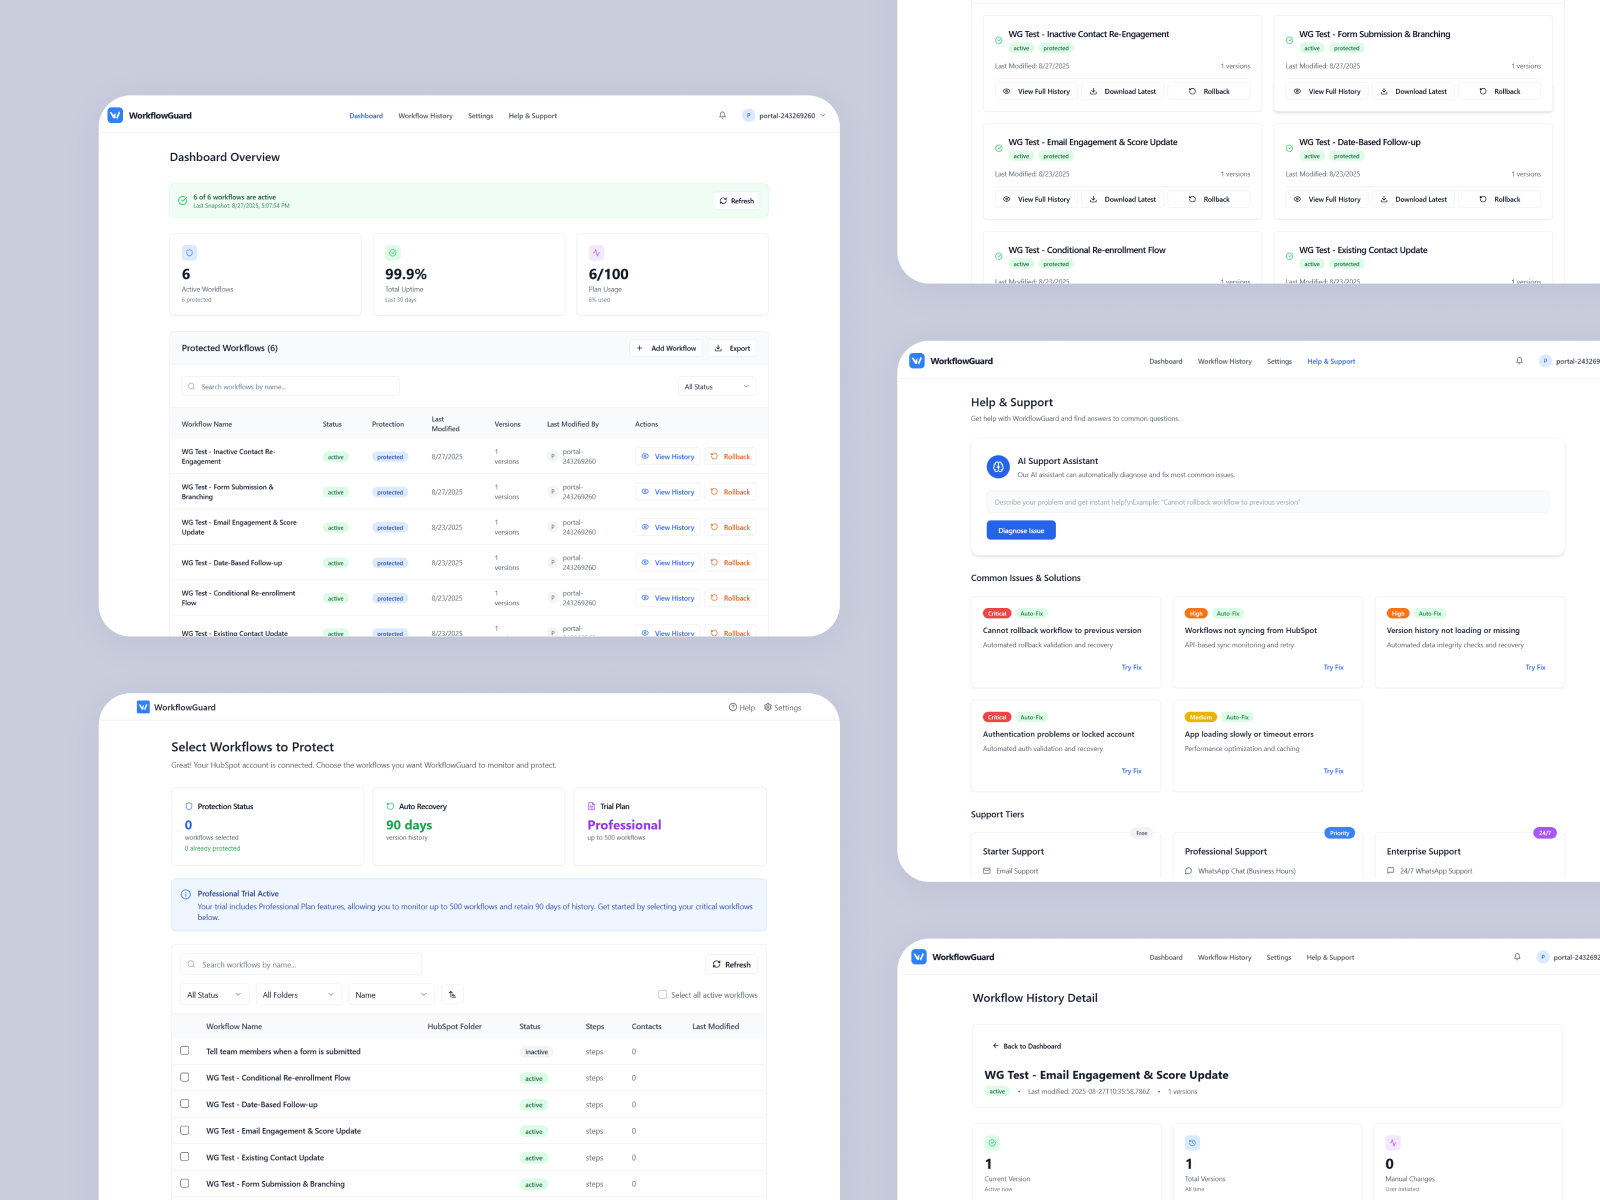 WorkflowGuard
Dashboard Workflow History Settings Help & Support
P portal-243269260
Dashboard Overview
6 of 6 workflows are active
Last Snapshot: 8/27/2025, 5:07:54 PM
Refresh
6
Active Workflows
6 protected
99.9%
Total Uptime
Last 30 days
6/100
Plan Usage
6% used
Protected Workflows (6)
Add Workflow
Export
Search workflows by name...
All Status
Workflow Name Status Protection Last Modified Versions Last Modified By Actions
WG Test - Inactive Contact Re-
Engagement
active protected 8/27/2025 1 versions P portal-243269260 View History Rollback
WG Test - Form Submission &
Branching
active protected 8/27/2025 1 versions P portal-243269260 View History Rollback
WG Test - Email Engagement & Score
Update
active protected 8/23/2025 1 versions P portal-243269260 View History Rollback
WG Test - Date-Based Follow-up
active protected 8/23/2025 1 versions P portal-243269260 View History Rollback
WG Test - Conditional Re-enrollment
Flow
active protected 8/23/2025 1 versions P portal-243269260 View History Rollback
WG Test - Existing Contact Update
active protected 8/23/2025 1 P portal- View History Rollback
WorkflowGuard
Help Settings
Select Workflows to Protect
Great! Your HubSpot account is connected. Choose the workflows you want WorkflowGuard to monitor and protect.
Protection Status
0
workflows selected
0 already protected
Auto Recovery
90 days
version history
Trial Plan
Professional
up to 500 workflows
Professional Trial Active
Your trial includes Professional Plan features, allowing you to monitor up to 500 workflows and retain 90 days of history. Get started by selecting your critical workflows
below.
Search workflows by name...
Refresh
All Status All Folders Name
Select all active workflows
Workflow Name HubSpot Folder Status Steps Contacts Last Modified
Tell team members when a form is submitted inactive steps 0
WG Test - Conditional Re-enrollment Flow active steps 0
WG Test - Date-Based Follow-up active steps 0
WG Test - Email Engagement & Score Update active steps 0
WG Test - Existing Contact Update active steps 0
WG Test - Form Submission & Branching active steps 0
WG Test - Inactive Contact Re-Engagement
active protected
Last Modified: 8/27/2025 1 versions
View Full History Download Latest Rollback
WG Test - Form Submission & Branching
active protected
Last Modified: 8/27/2025 1 versions
View Full History Download Latest Rollback
WG Test - Email Engagement & Score Update
active protected
Last Modified: 8/23/2025 1 versions
View Full History Download Latest Rollback
WG Test - Date-Based Follow-up
active protected
Last Modified: 8/23/2025 1 versions
View Full History Download Latest Rollback
WG Test - Conditional Re-enrollment Flow
active protected
Last Modified: 8/23/2025 1 versions
WG Test - Existing Contact Update
active protected
Last Modified: 8/23/2025 1 versions
WorkflowGuard
Dashboard Workflow History Settings Help & Support
P portal-243269
Help & Support
Get help with WorkflowGuard and find answers to common questions.
AI Support Assistant
Our AI assistant can automatically diagnose and fix most common issues.
Describe your problem and get instant help!\nExample: "Cannot rollback workflow to previous version"
Diagnose Issue
Common Issues & Solutions
Critical Auto-Fix
Cannot rollback workflow to previous version
Automated rollback validation and recovery
Try Fix
High Auto-Fix
Workflows not syncing from HubSpot
API-based sync monitoring and retry
Try Fix
High Auto-Fix
Version history not loading or missing
Automated data integrity checks and recovery
Try Fix
Critical Auto-Fix
Authentication problems or locked account
Automated auth validation and recovery
Try Fix
Medium Auto-Fix
App loading slowly or timeout errors
Performance optimization and caching
Try Fix
Support Tiers
Free
Starter Support
Email Support
Priority
Professional Support
WhatsApp Chat (Business Hours)
24/7
Enterprise Support
24/7 WhatsApp Support
WorkflowGuard
Dashboard Workflow History Settings Help & Support
P portal-2432692
Workflow History Detail
Back to Dashboard
WG Test - Email Engagement & Score Update
active • Last modified: 2025-08-27T10:35:58.786Z • 1 versions
1
Current Version
Active now
1
Total Versions
All time
0
Manual Changes
User initiated